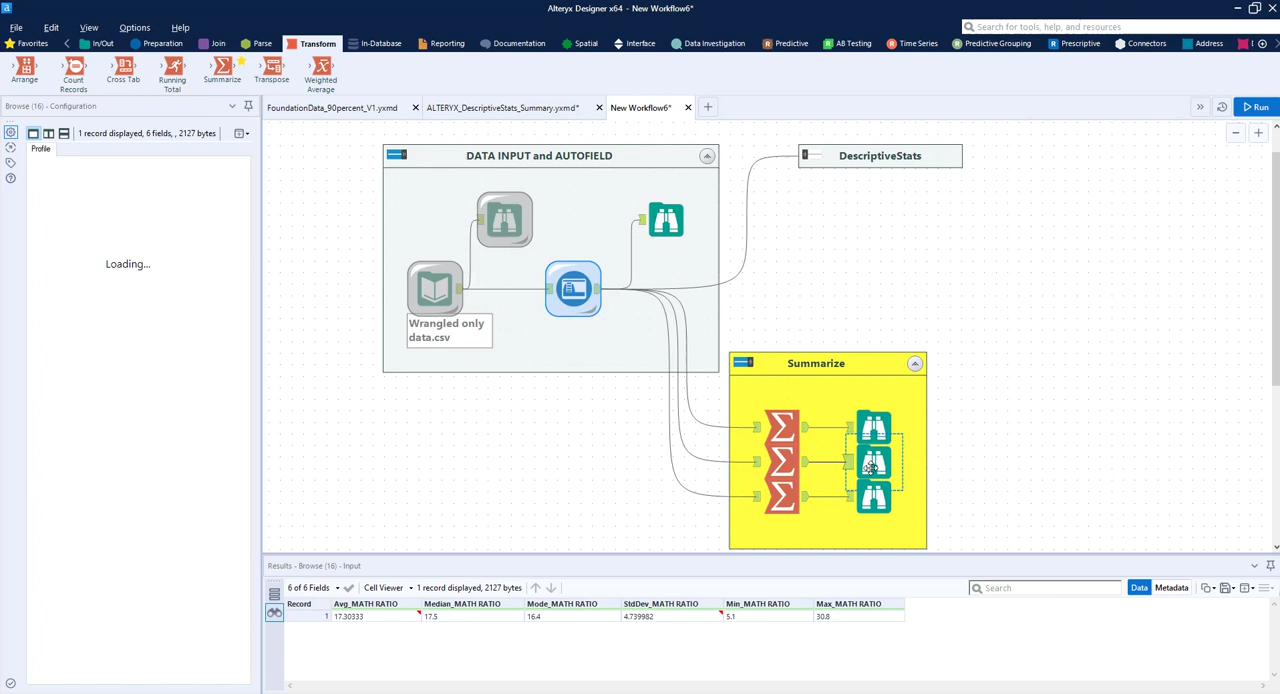 Alteryx Designer x64 - New Workflow6*
File Edit View Options Help
Search for tools, help, and resources
Favorites In/Out Preparation Join Parse Transform In-Database Reporting Documentation Spatial Interface Data Investigation Predictive AB Testing Time Series Predictive Grouping Prescriptive Connectors Address
Arrange Count Records Cross Tab Running Total Summarize Transpose Weighted Average
Browse (16) - Configuration
FoundationData_90percent_V1.yxmd ALTERYX_DescriptiveStats_Summary.yxmd* New Workflow6*
Run
1 record displayed, 6 fields, , 2127 bytes
Profile
Loading...
DATA INPUT and AUTOFIELD
DescriptiveStats
Wrangled only
data.csv
Summarize
Results - Browse (16) - Input
6 of 6 Fields Cell Viewer 1 record displayed, 2127 bytes Search Data Metadata
Record Avg_MATH RATIO Median_MATH RATIO Mode_MATH RATIO StdDev_MATH RATIO Min_MATH RATIO Max_MATH RATIO
1 17.30333 17.5 16.4 4.739982 5.1 30.8